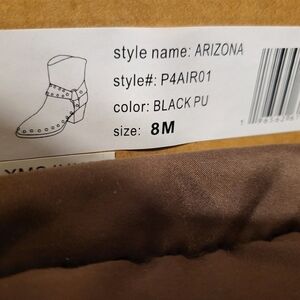 style name: ARIZONA
style#: P4AIR01
color: BLACK PU
size: 8M